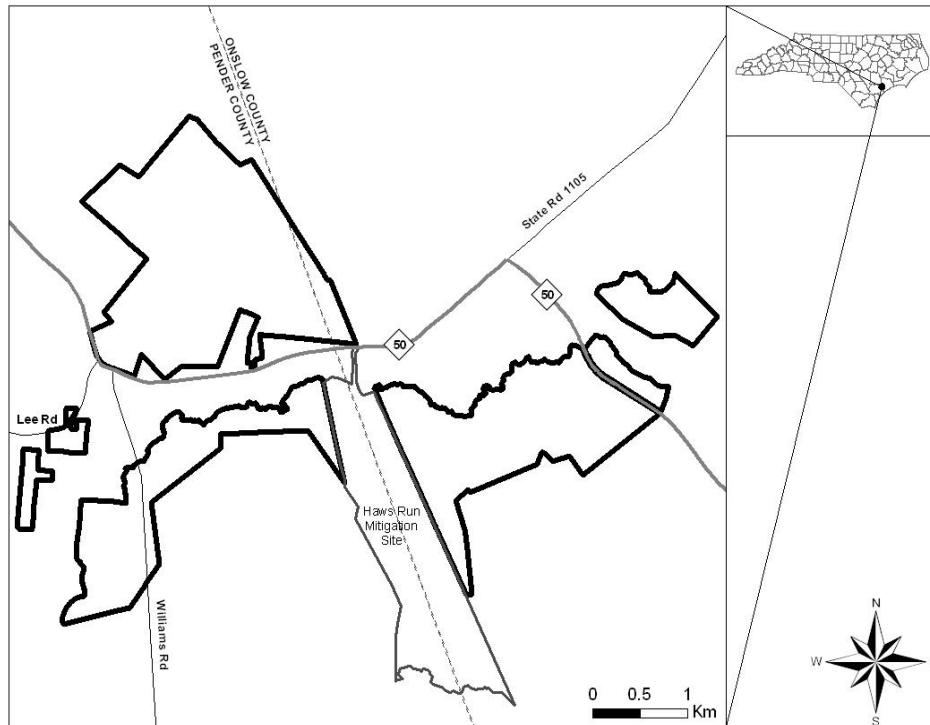 ONSLOW COUNTY
PENDER COUNTY
State Rd 1105
50
50
Lee Rd
Haws Run
Mitigation
Site
Williams Rd
N
W
S
0 0.5 1
Km